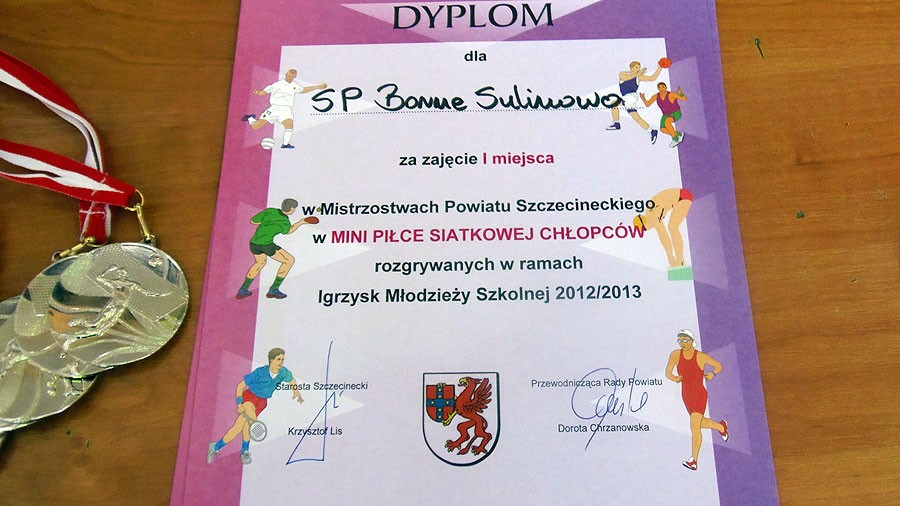 DYPLOM
dla
SP Bonne Sulinowo
za zajęcie I miejsca
w Mistrzostwach Powiatu Szczecineckiego
w MINI PIŁCE SIATKOWEJ CHŁOPCÓW
rozgrywanych w ramach
Igrzysk Młodzieży Szkolnej 2012/2013
Starosta Szczecinecki
Krzysztof Lis
Przewodnicząca Rady Powiatu
Dorota Chrzanowska